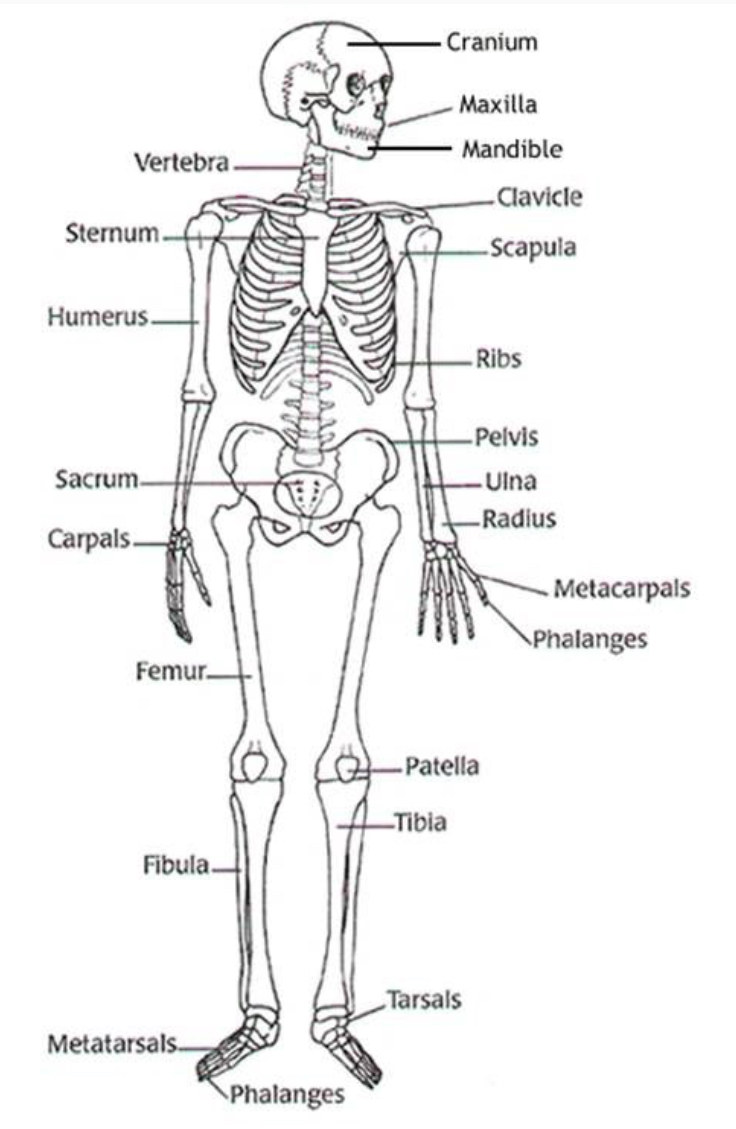 Cranium
Maxilla
Mandible
Vertebra
Clavicle
Sternum
Scapula
Humerus
Ribs
Pelvis
Sacrum
Ulna
Radius
Carpals
Metacarpals
Phalanges
Femur
Patella
Tibia
Fibula
Tarsals
Metatarsals
Phalanges